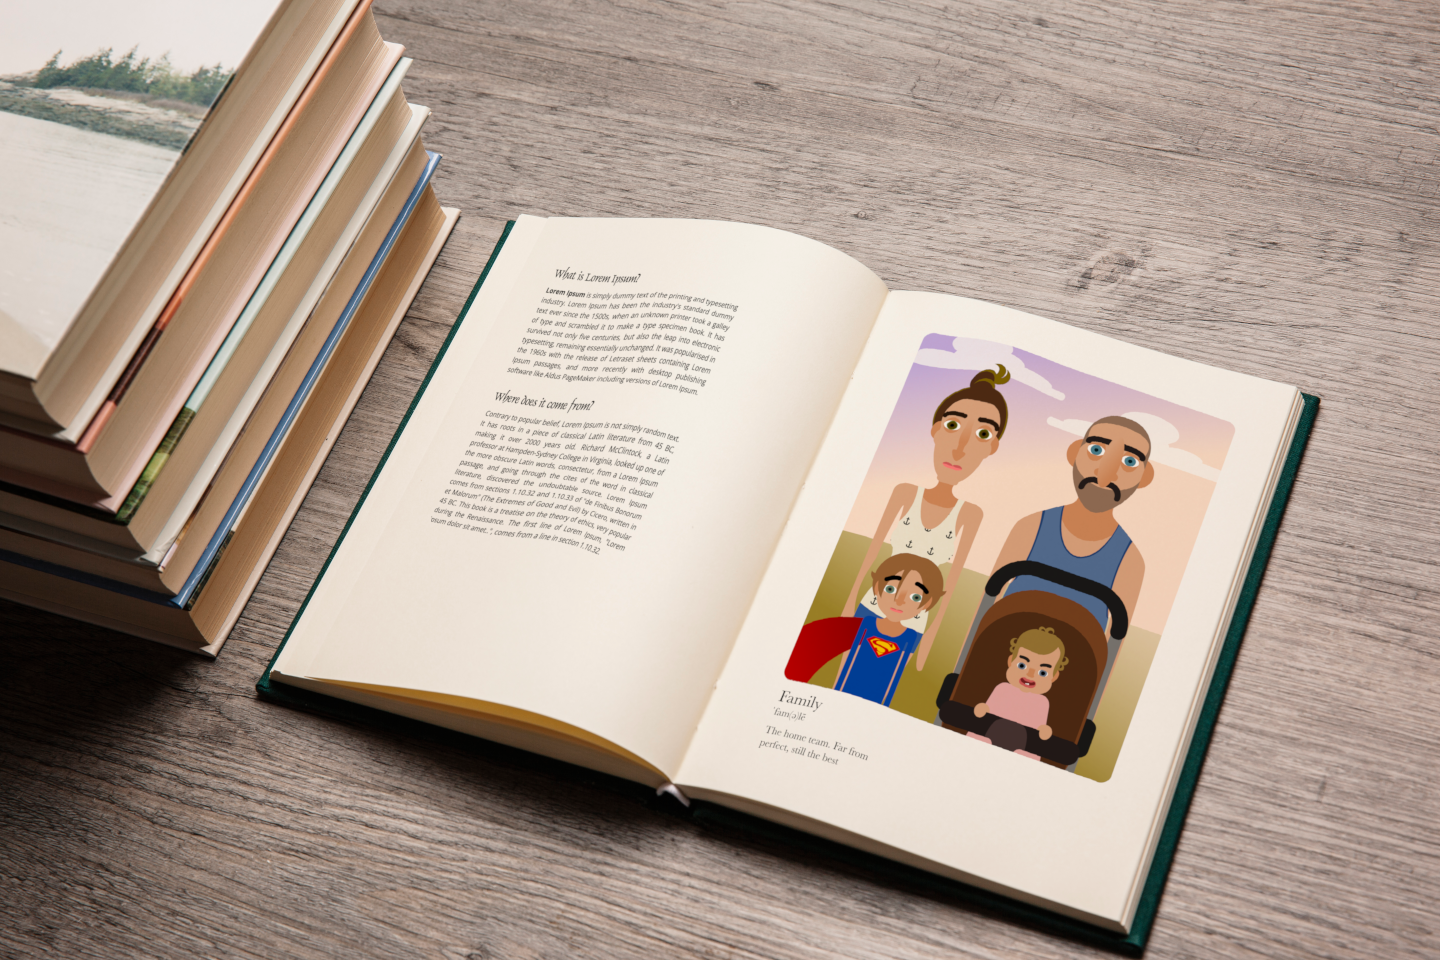 What is Lorem Ipsum?
Lorem Ipsum is simply dummy text of the printing and typesetting
industry. Lorem Ipsum has been the industry's standard dummy
text ever since the 1500s, when an unknown printer took a galley
of type and scrambled it to make a type specimen book. It has
survived not only five centuries, but also the leap into electronic
typesetting, remaining essentially unchanged. It was popularised in
the 1960s with the release of Letraset sheets containing Lorem
Ipsum passages, and more recently with desktop publishing
software like Aldus PageMaker including versions of Lorem Ipsum.
Where does it come from?
Contrary to popular belief, Lorem Ipsum is not simply random text.
It has roots in a piece of classical Latin literature from 45 BC,
making it over 2000 years old. Richard McClintock, a Latin
professor at Hampden-Sydney College in Virginia, looked up one of
the more obscure Latin words, consectetur, from a Lorem Ipsum
passage, and going through the cites of the word in classical
literature, discovered the undoubtable source. Lorem Ipsum
comes from sections 1.10.32 and 1.10.33 of "de Finibus Bonorum
et Malorum" (The Extremes of Good and Evil) by Cicero, written in
45 BC. This book is a treatise on the theory of ethics, very popular
during the Renaissance. The first line of Lorem Ipsum, "Lorem
ipsum dolor sit amet..", comes from a line in section 1.10.32.
Family
'fam(ə)lē
The home team. Far from
perfect, still the best